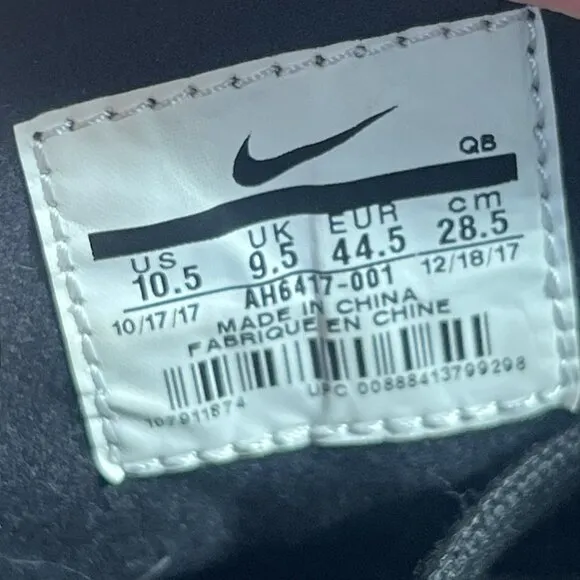 QB
US UK EUR cm
10.5 9.5 44.5 28.5
10/17/17 AH6417-001 12/18/17
MADE IN CHINA
FABRIQUE EN CHINE
107911874 UPC 00888413799298